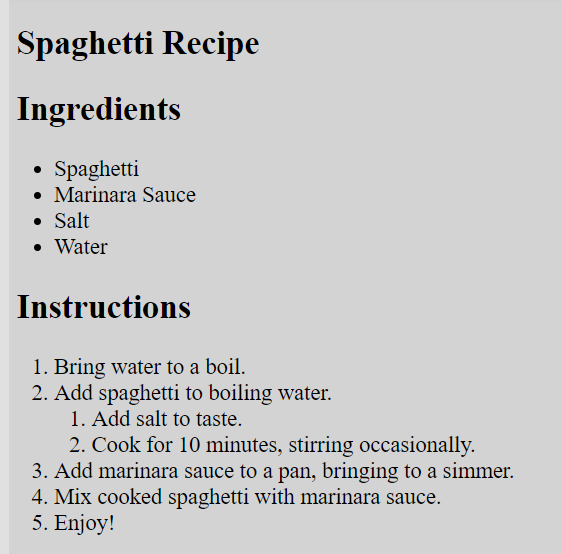 Spaghetti Recipe
Ingredients
• Spaghetti
• Marinara Sauce
• Salt
• Water
Instructions
1. Bring water to a boil.
2. Add spaghetti to boiling water.
1. Add salt to taste.
2. Cook for 10 minutes, stirring occasionally.
3. Add marinara sauce to a pan, bringing to a simmer.
4. Mix cooked spaghetti with marinara sauce.
5. Enjoy!